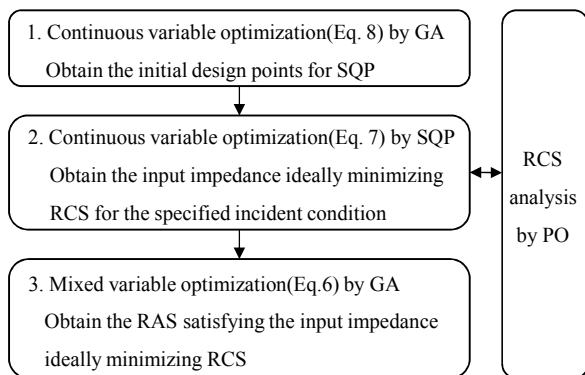 1. Continuous variable optimization(Eq. 8) by GA
Obtain the initial design points for SQP
2. Continuous variable optimization(Eq. 7) by SQP
Obtain the input impedance ideally minimizing
RCS for the specified incident condition
3. Mixed variable optimization(Eq.6) by GA
Obtain the RAS satisfying the input impedance
ideally minimizing RCS
RCS
analysis
by PO